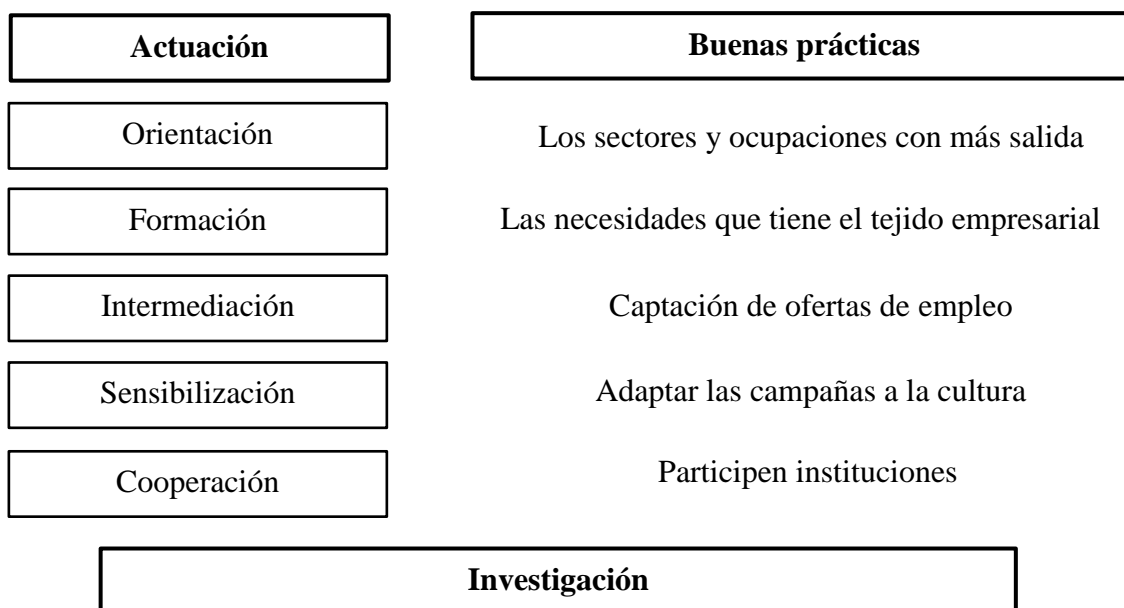 Actuación
Buenas prácticas
Orientación
Los sectores y ocupaciones con más salida
Formación
Las necesidades que tiene el tejido empresarial
Intermediación
Captación de ofertas de empleo
Sensibilización
Adaptar las campañas a la cultura
Cooperación
Participen instituciones
Investigación